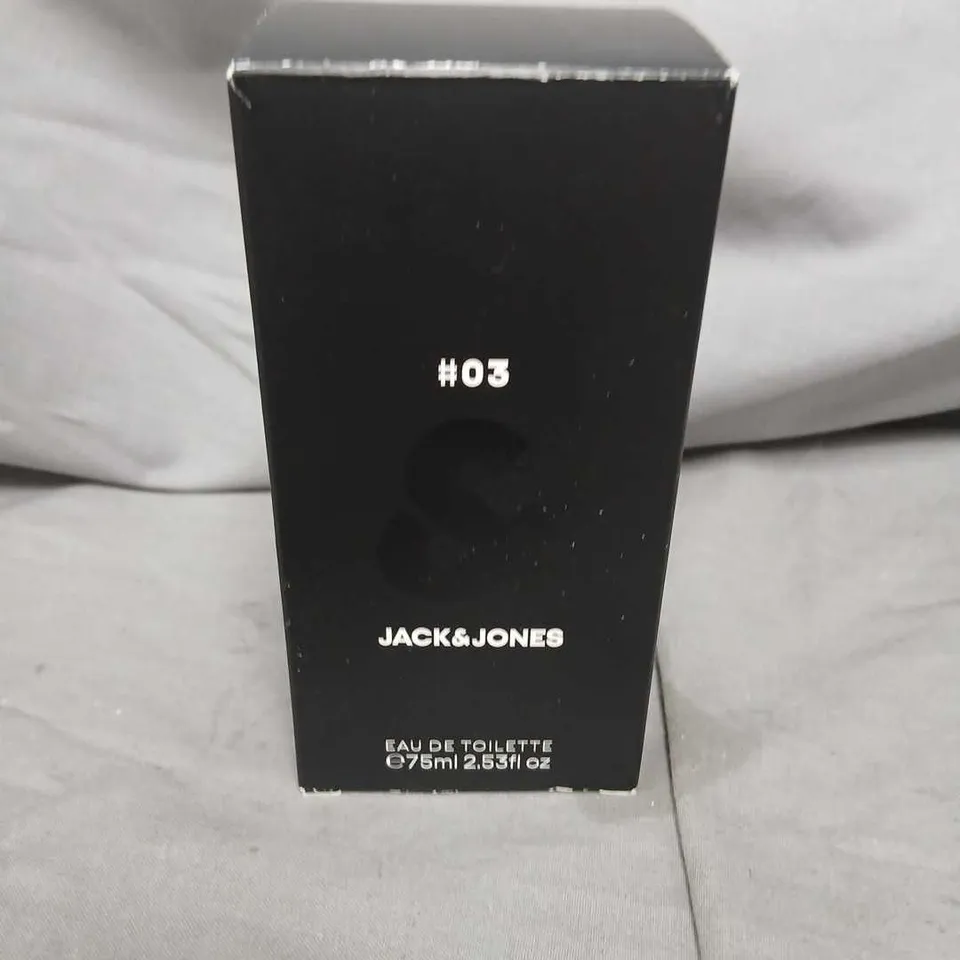 #03
&
JACK&JONES
EAU DE TOILETTE
℮75ml 2.53fl oz